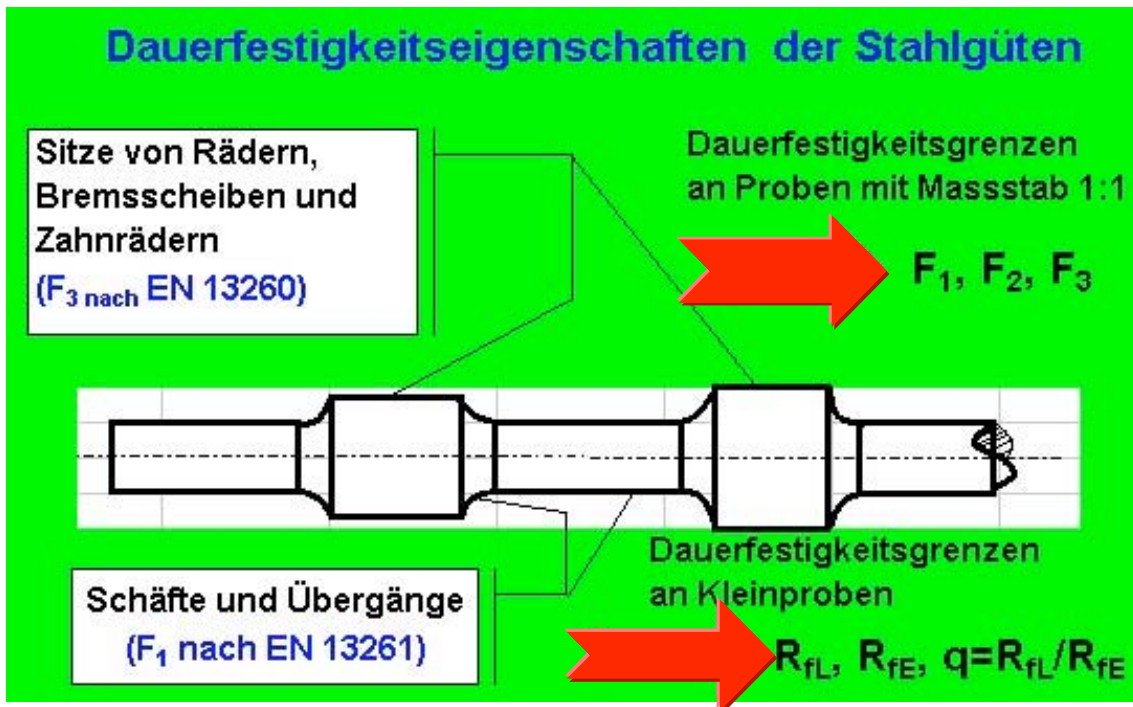 Dauerfestigkeitseigenschaften der Stahlgüten
Sitze von Rädern,
Bremsscheiben und
Zahnrädern
(F3 nach EN 13260)
Dauerfestigkeitsgrenzen
an Proben mit Massstab 1:1
F1, F2, F3
Schäfte und Übergänge
(F1 nach EN 13261)
Dauerfestigkeitsgrenzen
an Kleinproben
RfL, RfE, q=RfL/RfE